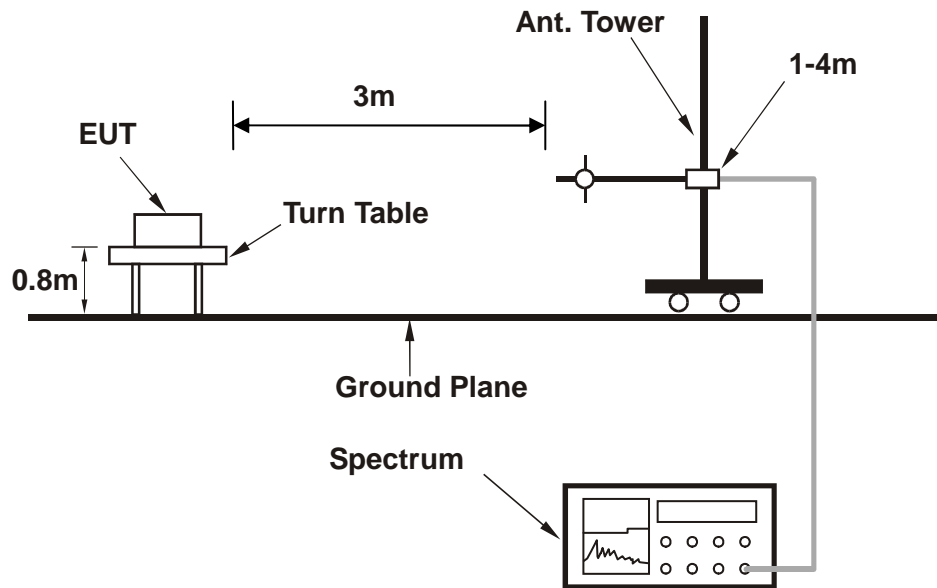 Ant. Tower
1-4m
3m
EUT
Turn Table
0.8m
Ground Plane
Spectrum